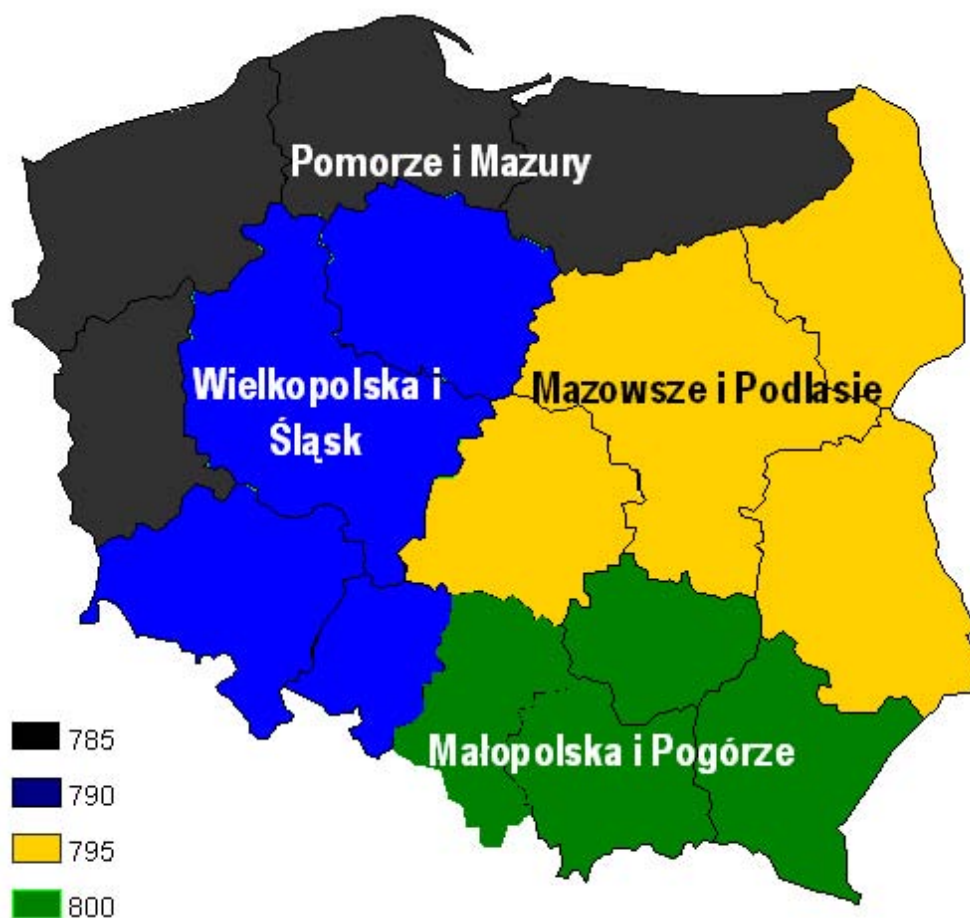 Pomorze i Mazury
Wielkopolska i
Śląsk
Mazowsze i Podlasie
Małopolska i Pogórze
785
790
795
800